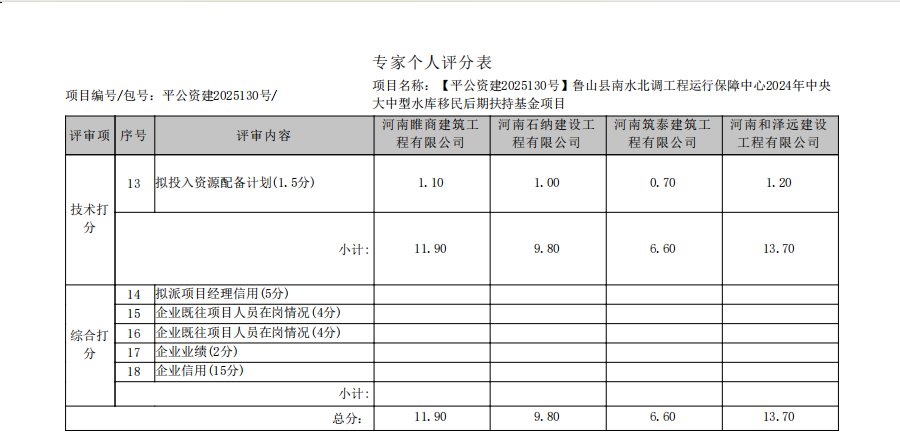 专家个人评分表
项目编号/包号：平公资建2025130号/
项目名称：【平公资建2025130号】鲁山县南水北调工程运行保障中心2024年中央
大中型水库移民后期扶持基金项目
评审项 序号 评审内容 河南睢商建筑工程有限公司 河南石纳建设工程有限公司 河南筑泰建筑工程有限公司 河南和泽远建设工程有限公司
技术打分
13 拟投入资源配备计划(1.5分) 1.10 1.00 0.70 1.20
小计: 11.90 9.80 6.60 13.70
综合打分
14 拟派项目经理信用(5分)
15 企业既往项目人员在岗情况(4分)
16 企业既往项目人员在岗情况(4分)
17 企业业绩(2分)
18 企业信用(15分)
小计:
总分： 11.90 9.80 6.60 13.70